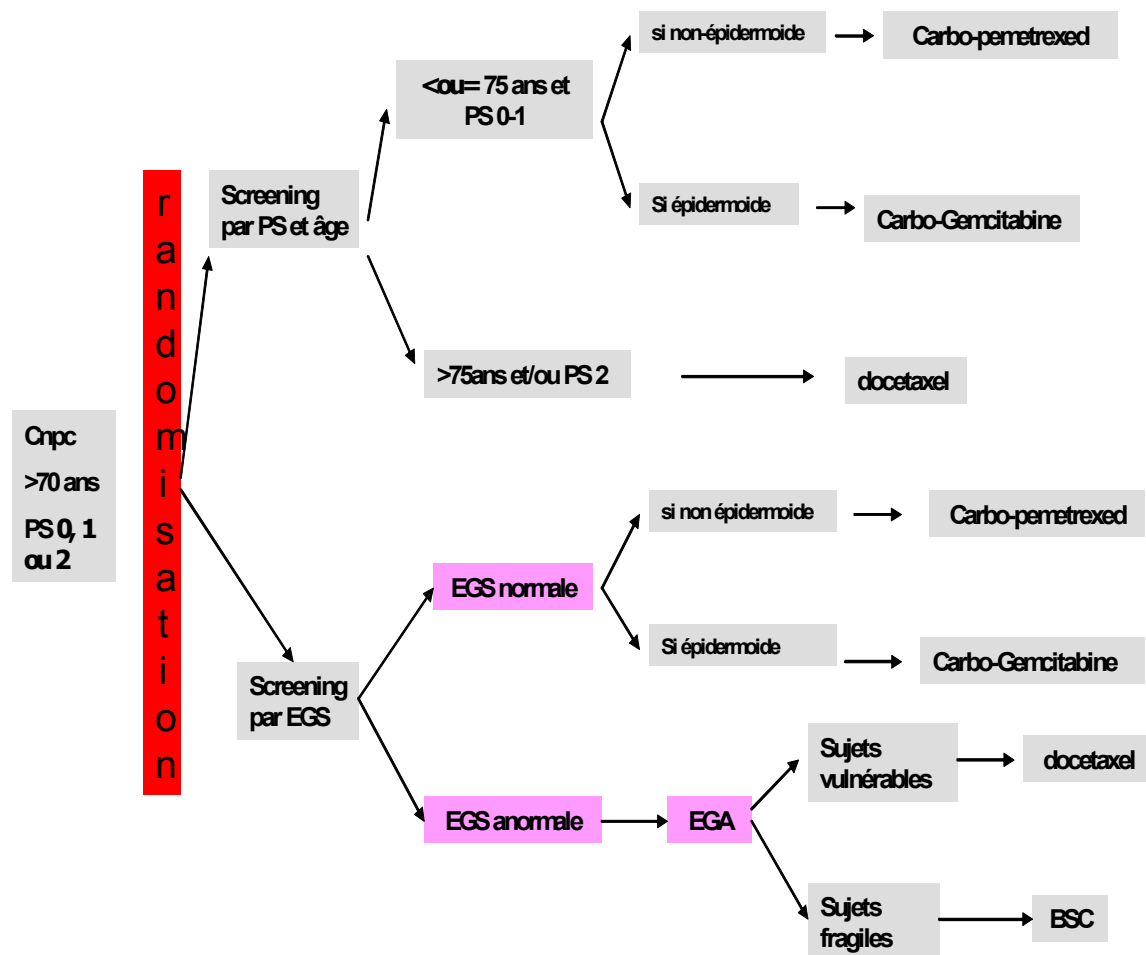 si non-épidermoide
Carbo-pemetrexed
<ou= 75 ans et
PS 0-1
Screening
par PS et âge
Si épidermoide
Carbo-Gemcitabine
>75ans et/ou PS 2
docetaxel
randomisation
Cnpc
>70 ans
PS 0, 1
ou 2
si non épidermoide
Carbo-pemetrexed
EGS normale
Si épidermoide
Carbo-Gemcitabine
Screening
par EGS
Sujets
vulnérables
docetaxel
EGS anormale
EGA
Sujets
fragiles
BSC